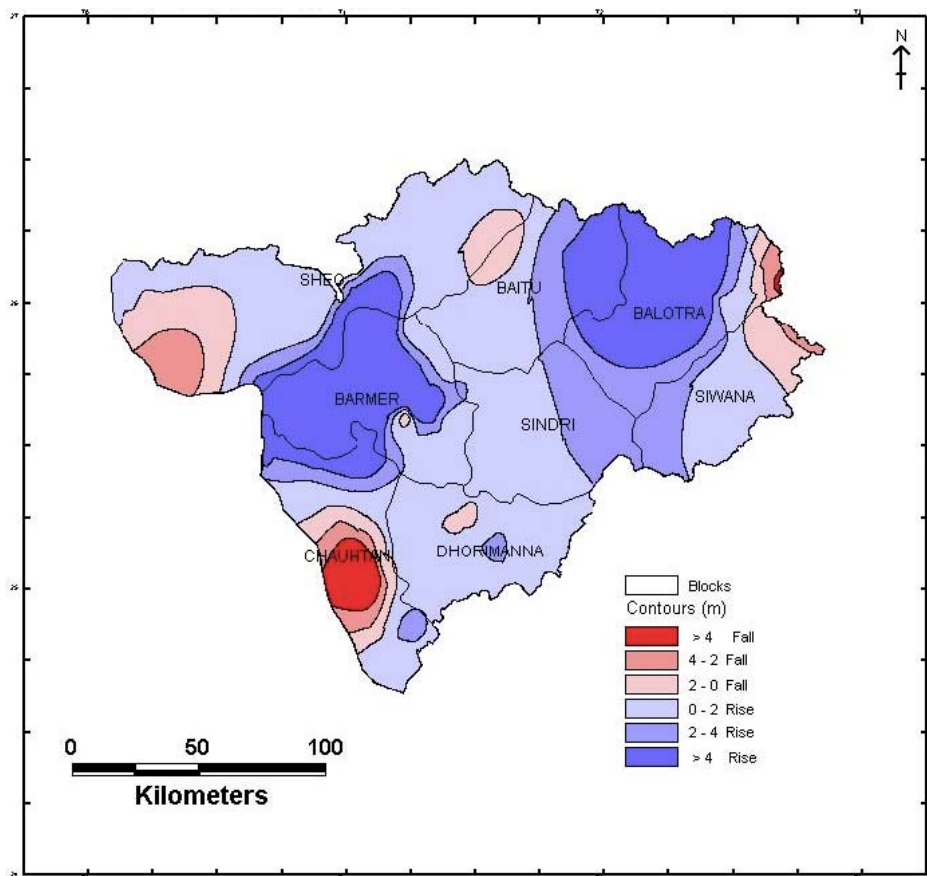 N
SHEO
BAITU
BALOTRA
BARMER
SIWANA
SINDRI
CHAUHTAN
DHORIMANNA
Blocks
Contours (m)
> 4 Fall
4 - 2 Fall
2 - 0 Fall
0 - 2 Rise
2 - 4 Rise
> 4 Rise
0 50 100
Kilometers